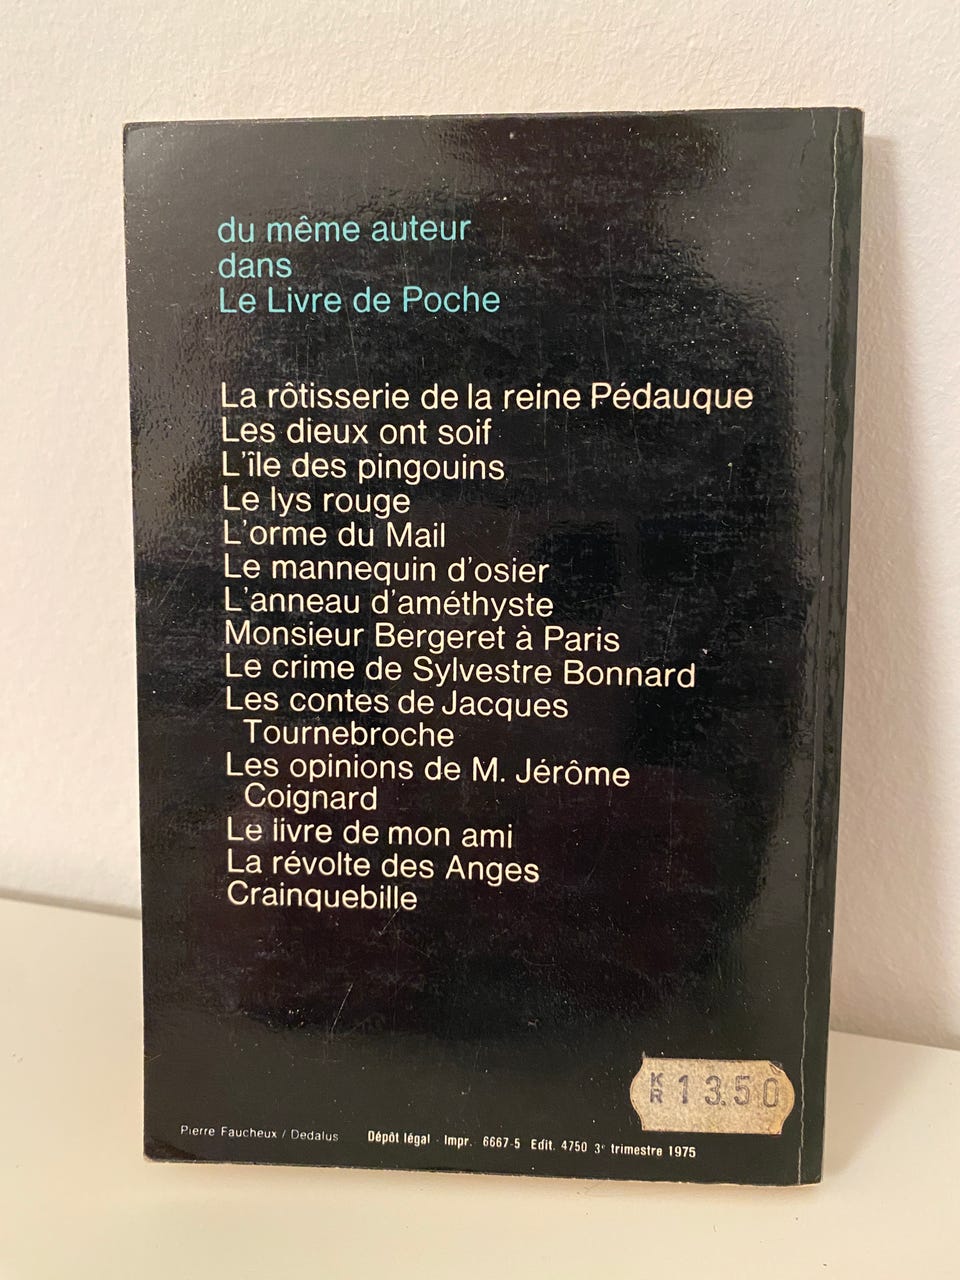 du même auteur
dans
Le Livre de Poche
La rôtisserie de la reine Pédauque
Les dieux ont soif
L'île des pingouins
Le lys rouge
L'orme du Mail
Le mannequin d'osier
L'anneau d'améthyste
Monsieur Bergeret à Paris
Le crime de Sylvestre Bonnard
Les contes de Jacques
Tournebroche
Les opinions de M. Jérôme
Coignard
Le livre de mon ami
La révolte des Anges
Crainquebille
KR 13.50
Pierre Faucheux / Dedalus Dépôt légal - Impr. 6667-5 Edit. 4750 3e trimestre 1975